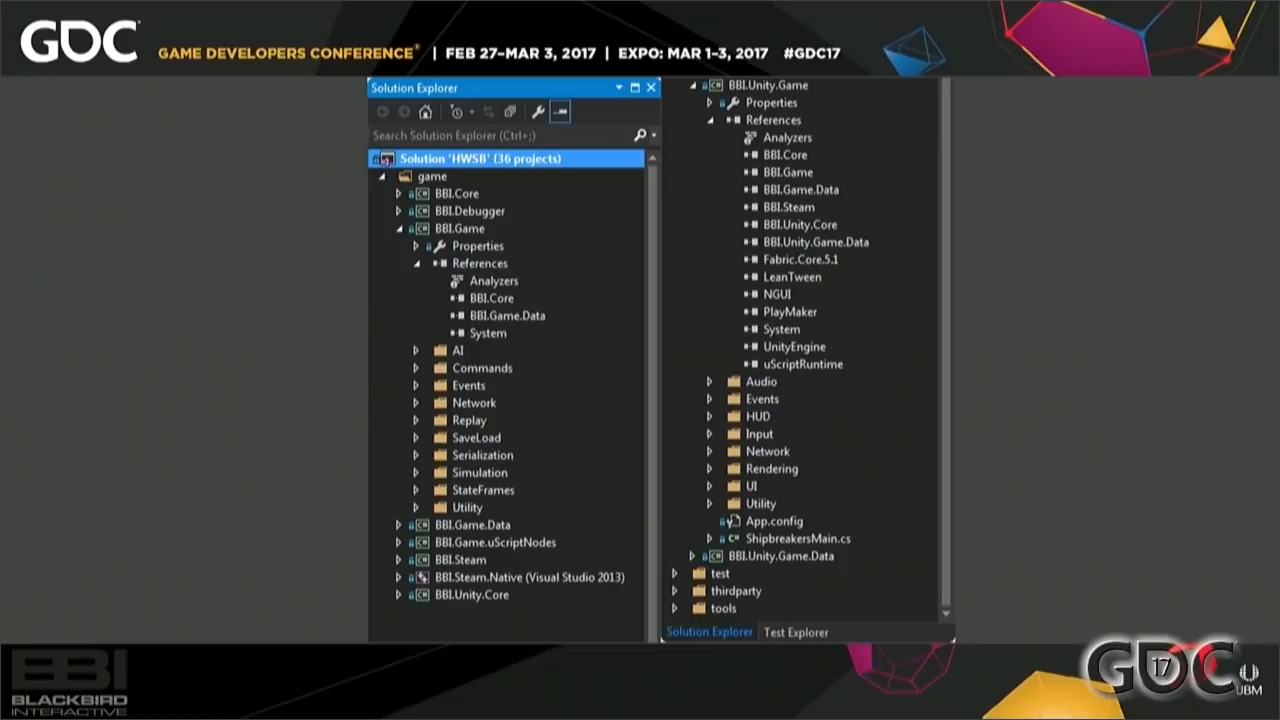 GDC
GAME DEVELOPERS CONFERENCE® | FEB 27–MAR 3, 2017 | EXPO: MAR 1–3, 2017 #GDC17
Solution Explorer
Search Solution Explorer (Ctrl+;)
Solution 'HWSB' (36 projects)
game
BBI.Core
BBI.Debugger
BBI.Game
Properties
References
Analyzers
BBI.Core
BBI.Game.Data
System
AI
Commands
Events
Network
Replay
SaveLoad
Serialization
Simulation
StateFrames
Utility
BBI.Game.Data
BBI.Game.uScriptNodes
BBI.Steam
BBI.Steam.Native (Visual Studio 2013)
BBI.Unity.Core
BBI.Unity.Game
Properties
References
Analyzers
BBI.Core
BBI.Game
BBI.Game.Data
BBI.Steam
BBI.Unity.Core
BBI.Unity.Game.Data
Fabric.Core.5.1
LeanTween
NGUI
PlayMaker
System
UnityEngine
uScriptRuntime
Audio
Events
HUD
Input
Network
Rendering
UI
Utility
App.config
C# ShipbreakersMain.cs
BBI.Unity.Game.Data
test
thirdparty
tools
Solution Explorer Test Explorer
BBI
BLACKBIRD
INTERACTIVE
GDC 17
UBM